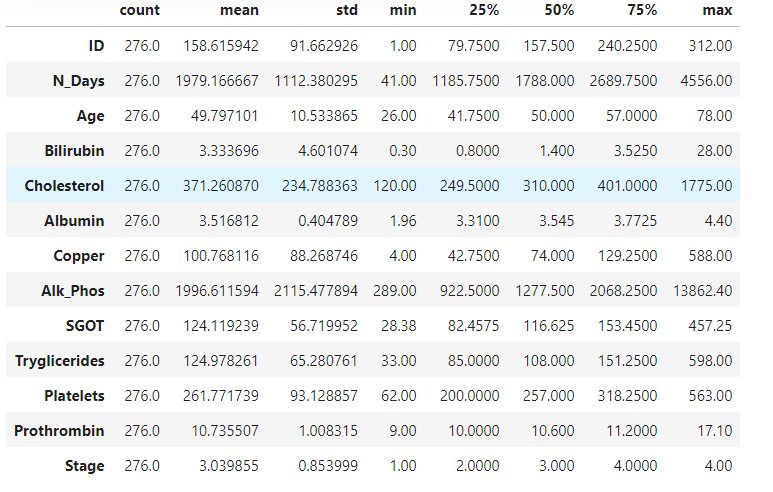 count mean std min 25% 50% 75% max
ID 276.0 158.615942 91.662926 1.00 79.7500 157.500 240.2500 312.00
N_Days 276.0 1979.166667 1112.380295 41.00 1185.7500 1788.000 2689.7500 4556.00
Age 276.0 49.797101 10.533865 26.00 41.7500 50.000 57.0000 78.00
Bilirubin 276.0 3.333696 4.601074 0.30 0.8000 1.400 3.5250 28.00
Cholesterol 276.0 371.260870 234.788363 120.00 249.5000 310.000 401.0000 1775.00
Albumin 276.0 3.516812 0.404789 1.96 3.3100 3.545 3.7725 4.40
Copper 276.0 100.768116 88.268746 4.00 42.7500 74.000 129.2500 588.00
Alk_Phos 276.0 1996.611594 2115.477894 289.00 922.5000 1277.500 2068.2500 13862.40
SGOT 276.0 124.119239 56.719952 28.38 82.4575 116.625 153.4500 457.25
Tryglicerides 276.0 124.978261 65.280761 33.00 85.0000 108.000 151.2500 598.00
Platelets 276.0 261.771739 93.128857 62.00 200.0000 257.000 318.2500 563.00
Prothrombin 276.0 10.735507 1.008315 9.00 10.0000 10.600 11.2000 17.10
Stage 276.0 3.039855 0.853999 1.00 2.0000 3.000 4.0000 4.00